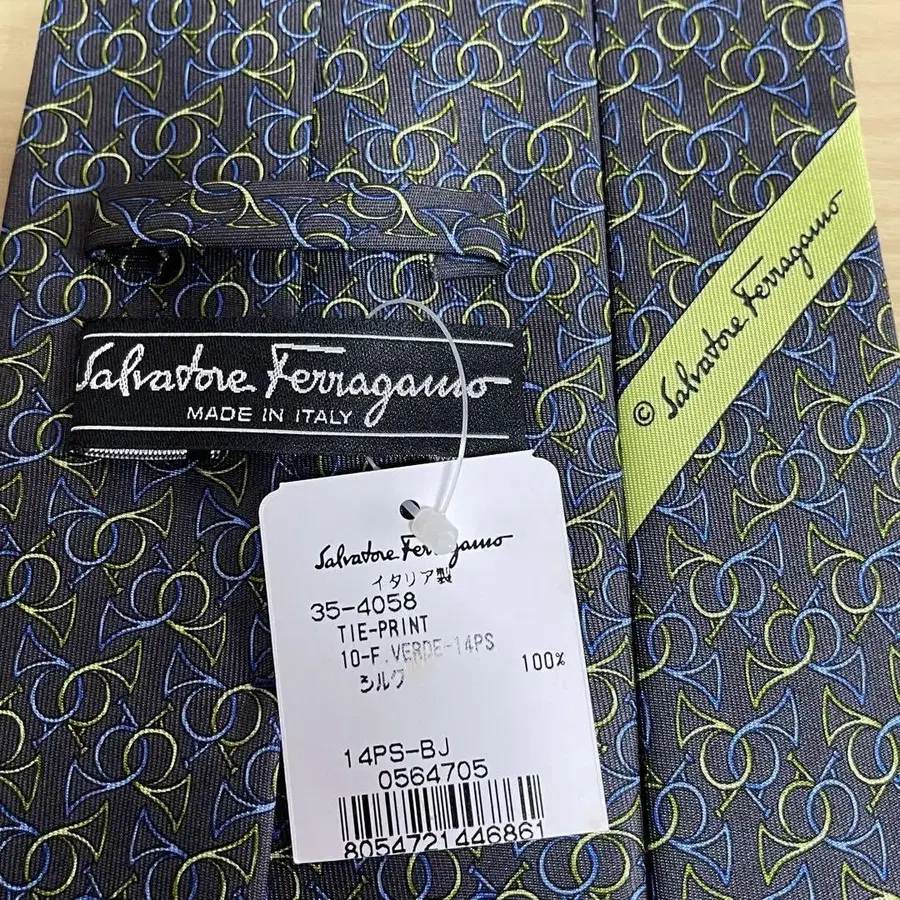 Salvatore Ferragamo
MADE IN ITALY
© Salvatore Ferragamo
Salvatore Ferragamo
イタリア製
35-4058
TIE-PRINT
10-F.VERDE-14PS
シルク 100%
14PS-BJ
0564705
8054721446861